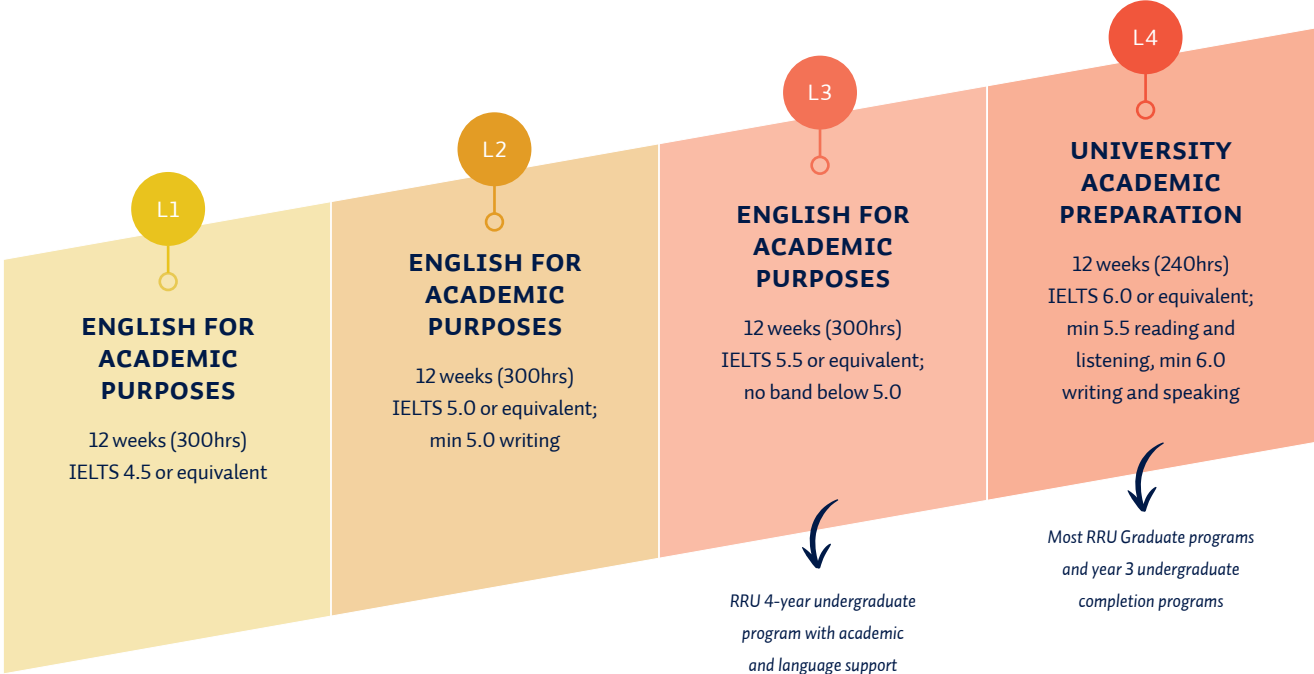 L1
ENGLISH FOR
ACADEMIC
PURPOSES
12 weeks (300hrs)
IELTS 4.5 or equivalent
L2
ENGLISH FOR
ACADEMIC
PURPOSES
12 weeks (300hrs)
IELTS 5.0 or equivalent;
min 5.0 writing
L3
ENGLISH FOR
ACADEMIC
PURPOSES
12 weeks (300hrs)
IELTS 5.5 or equivalent;
no band below 5.0
RRU 4-year undergraduate
program with academic
and language support
L4
UNIVERSITY
ACADEMIC
PREPARATION
12 weeks (240hrs)
IELTS 6.0 or equivalent;
min 5.5 reading and
listening, min 6.0
writing and speaking
Most RRU Graduate programs
and year 3 undergraduate
completion programs